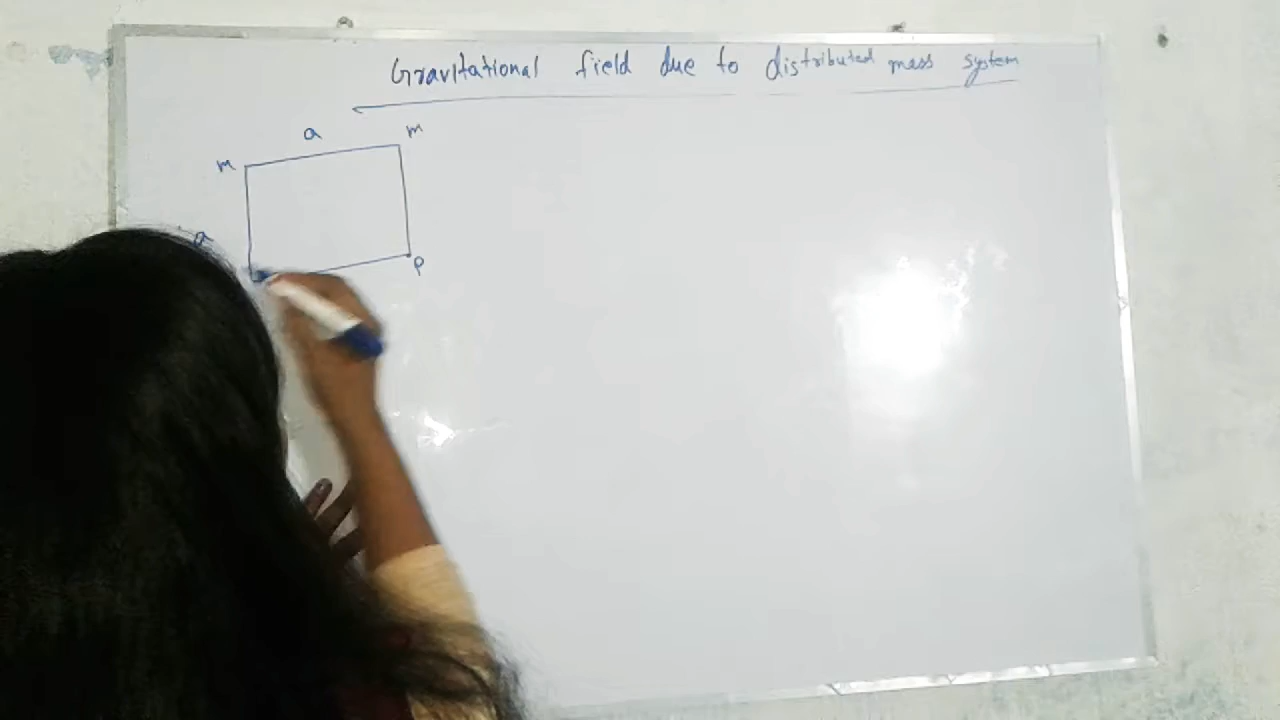 Gravitational field due to distributed mass system
a
m
m
a
P